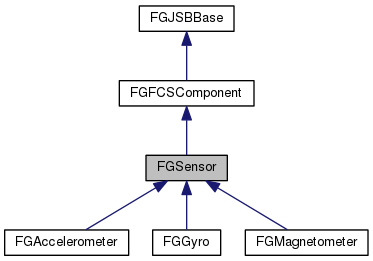 FGJSBBase
FGFCSComponent
FGSensor
FGAccelerometer
FGGyro
FGMagnetometer